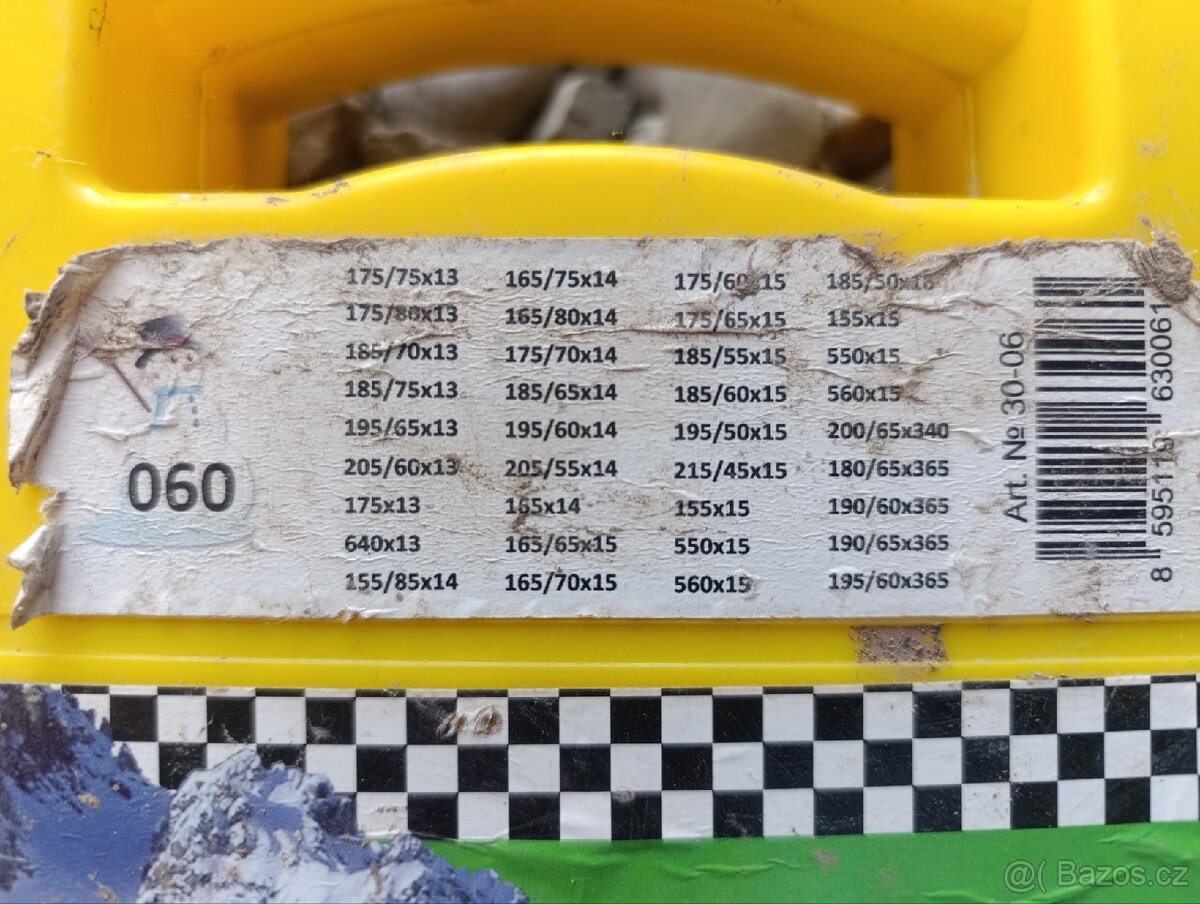 175/75x13 165/75x14 175/60x15 185/50x16
175/80x13 165/80x14 175/65x15 155x15
185/70x13 175/70x14 185/55x15 550x15
185/75x13 185/65x14 185/60x15 560x15
195/65x13 195/60x14 195/50x15 200/65x340
205/60x13 205/55x14 215/45x15 180/65x365
175x13 165x14 155x15 190/60x365
640x13 165/65x15 550x15 190/65x365
155/85x14 165/70x15 560x15 195/60x365
060
Art. № 30-06
8 595119 630061
@( Bazos.cz